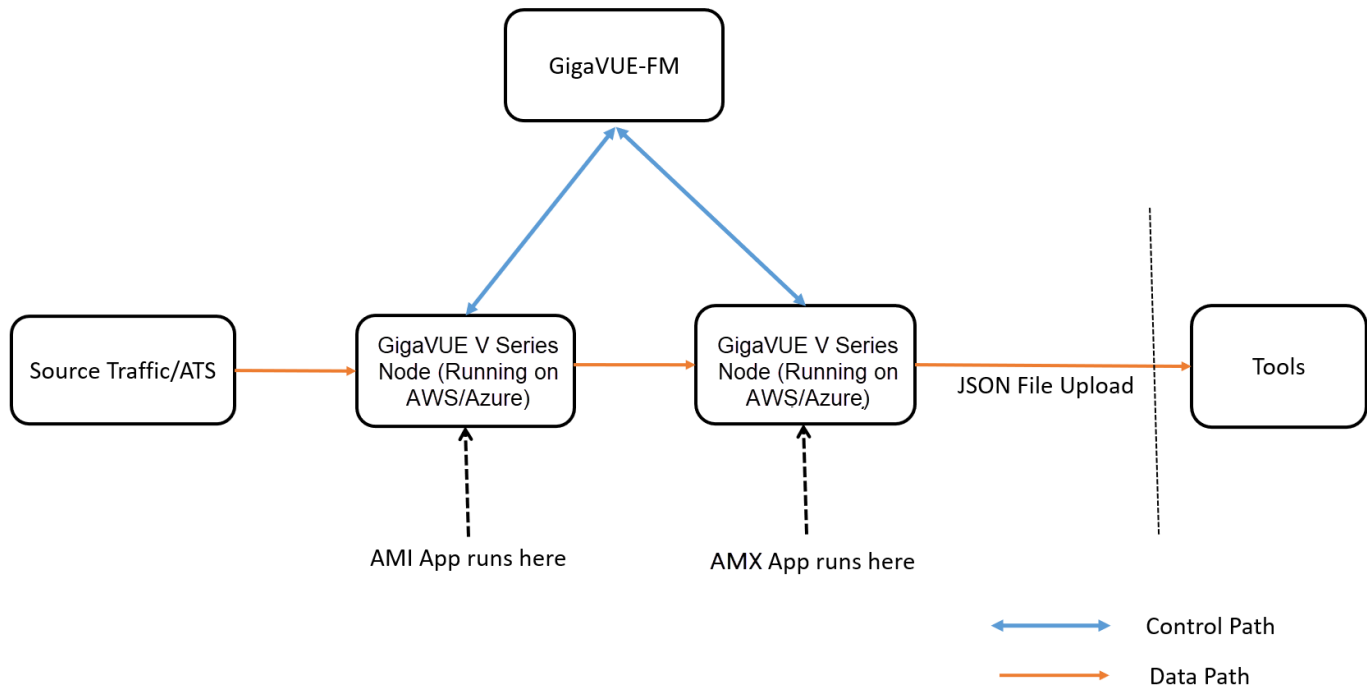 GigaVUE-FM
Source Traffic/ATS
GigaVUE V Series
Node (Running on
AWS/Azure)
GigaVUE V Series
Node (Running on
AWS/Azure)
JSON File Upload
Tools
AMI App runs here
AMX App runs here
Control Path
Data Path